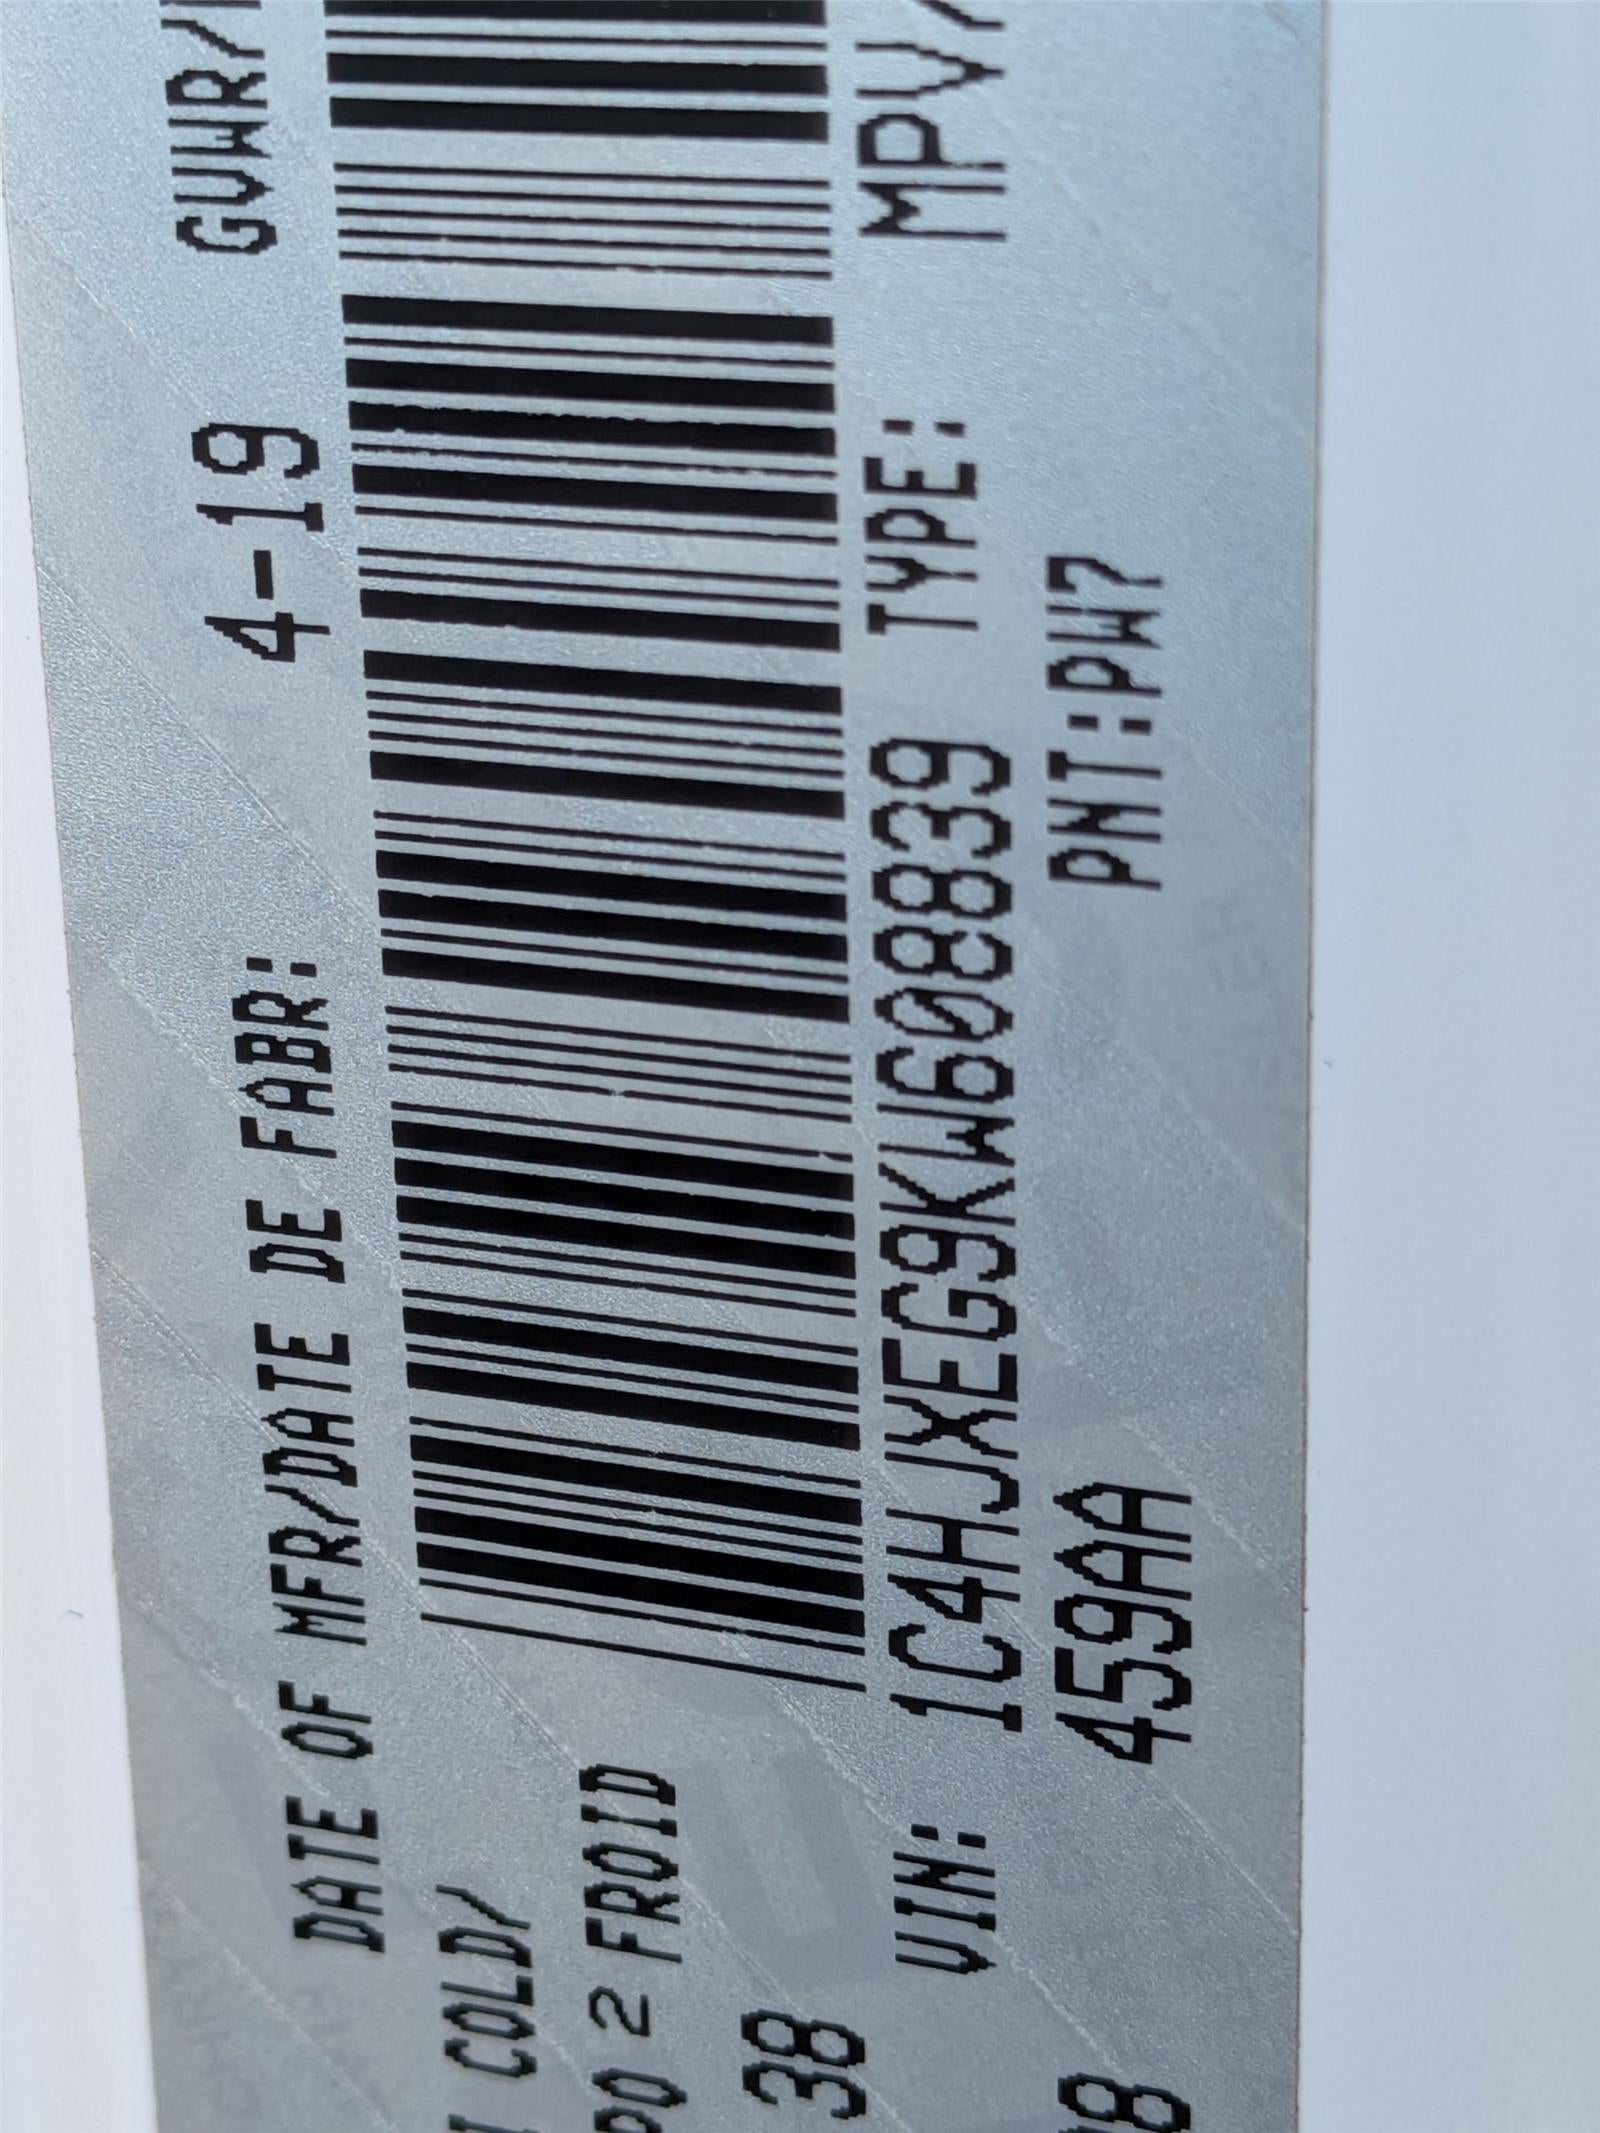 DATE OF MFR/DATE DE FABR: 4-19 GVWR/
COLD/
2 FROID
38
VIN: 1C4HJXEG9KW608839 TYPE: MPV/
459AA PNT:PW7